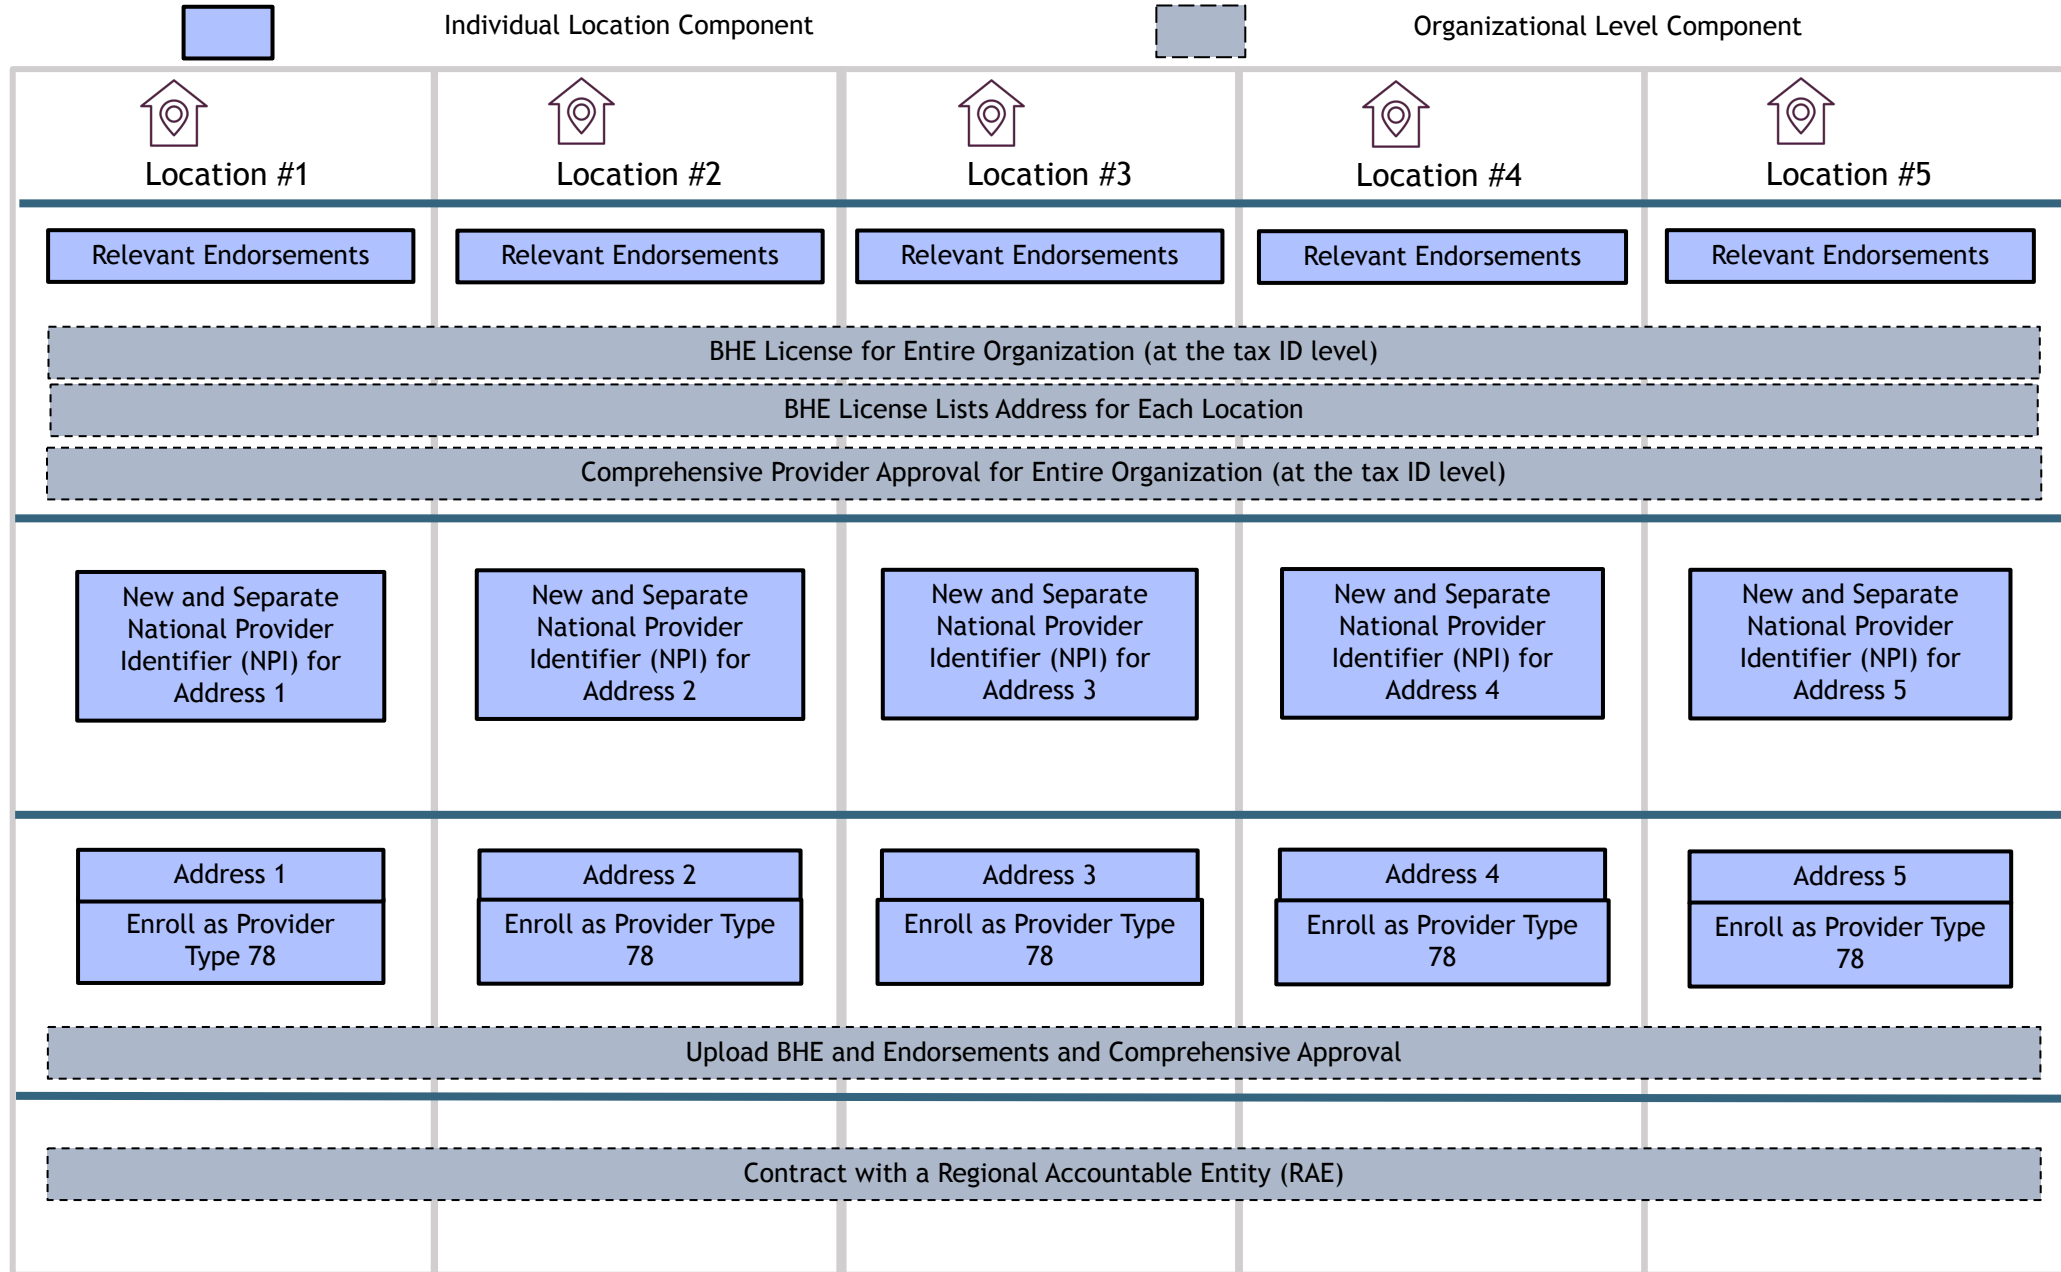 Individual Location Component
Organizational Level Component
Location #1
Location #2
Location #3
Location #4
Location #5
Relevant Endorsements
Relevant Endorsements
Relevant Endorsements
Relevant Endorsements
Relevant Endorsements
BHE License for Entire Organization (at the tax ID level)
BHE License Lists Address for Each Location
Comprehensive Provider Approval for Entire Organization (at the tax ID level)
New and Separate
National Provider
Identifier (NPI) for
Address 1
New and Separate
National Provider
Identifier (NPI) for
Address 2
New and Separate
National Provider
Identifier (NPI) for
Address 3
New and Separate
National Provider
Identifier (NPI) for
Address 4
New and Separate
National Provider
Identifier (NPI) for
Address 5
Address 1
Enroll as Provider
Type 78
Address 2
Enroll as Provider Type
78
Address 3
Enroll as Provider Type
78
Address 4
Enroll as Provider Type
78
Address 5
Enroll as Provider Type
78
Upload BHE and Endorsements and Comprehensive Approval
Contract with a Regional Accountable Entity (RAE)